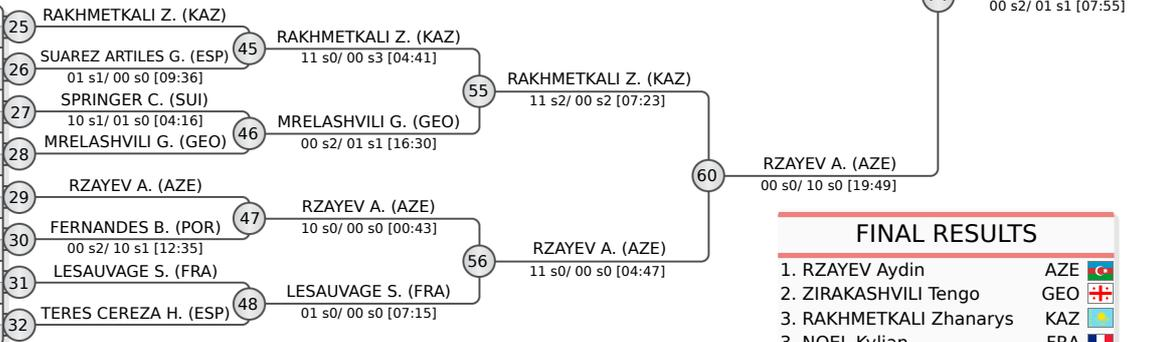 00 s2/ 01 s1 [07:55]
25
RAKHMETKALI Z. (KAZ)
26
SUAREZ ARTILES G. (ESP)
01 s1/ 00 s0 [09:36]
27
SPRINGER C. (SUI)
10 s1/ 01 s0 [04:16]
28
MRELASHVILI G. (GEO)
29
RZAYEV A. (AZE)
30
FERNANDES B. (POR)
00 s2/ 10 s1 [12:35]
31
LESAUVAGE S. (FRA)
32
TERES CEREZA H. (ESP)
45
RAKHMETKALI Z. (KAZ)
11 s0/ 00 s3 [04:41]
46
MRELASHVILI G. (GEO)
00 s2/ 01 s1 [16:30]
47
RZAYEV A. (AZE)
10 s0/ 00 s0 [00:43]
48
LESAUVAGE S. (FRA)
01 s0/ 00 s0 [07:15]
55
RAKHMETKALI Z. (KAZ)
11 s2/ 00 s2 [07:23]
56
RZAYEV A. (AZE)
11 s0/ 00 s0 [04:47]
60
RZAYEV A. (AZE)
00 s0/ 10 s0 [19:49]
FINAL RESULTS
1. RZAYEV Aydin AZE
2. ZIRAKASHVILI Tengo GEO
3. RAKHMETKALI Zhanarys KAZ
3. NOEL Kylian FRA